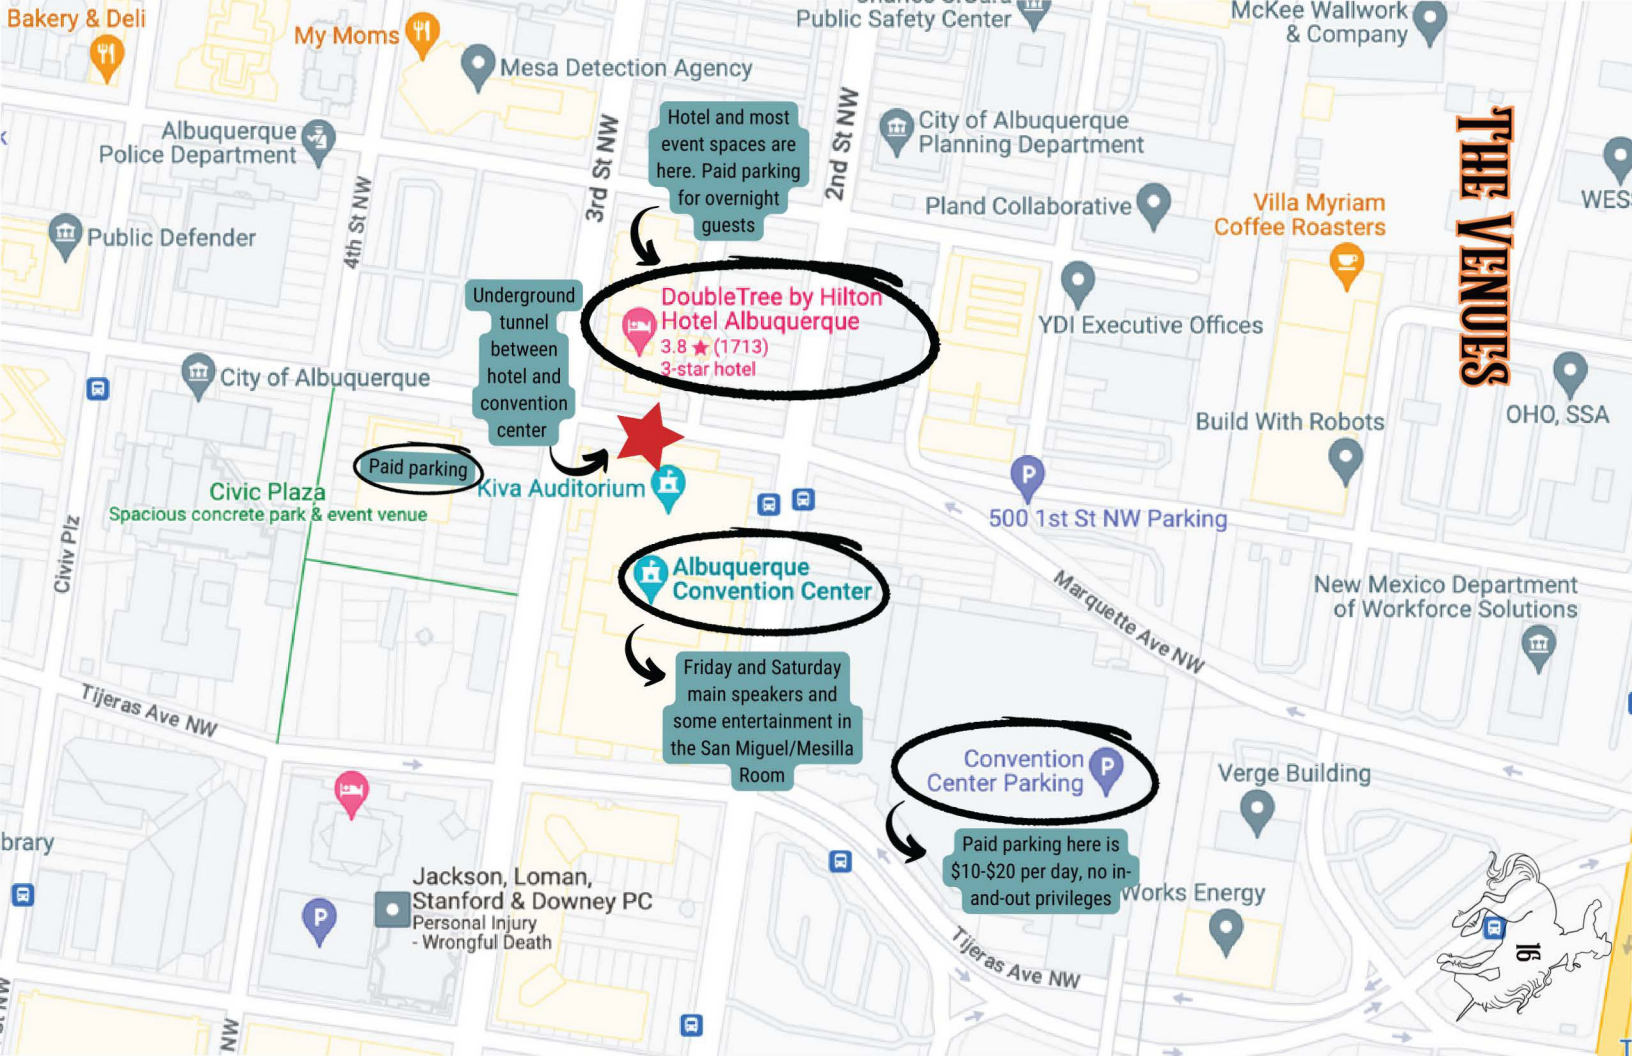 Bakery & Deli
My Moms
Mesa Detection Agency
Public Safety Center
McKee Wallwork
& Company
Albuquerque
Police Department
3rd St NW
Hotel and most
event spaces are
here. Paid parking
for overnight
guests
2nd St NW
City of Albuquerque
Planning Department
THE VENUES
4th St NW
Public Defender
Pland Collaborative
Villa Myriam
Coffee Roasters
WES
Underground
tunnel
between
hotel and
convention
center
DoubleTree by Hilton
Hotel Albuquerque
3.8 ★ (1713)
3-star hotel
YDI Executive Offices
City of Albuquerque
Build With Robots
OHO, SSA
Paid parking
Civic Plaza
Spacious concrete park & event venue
Kiva Auditorium
P
500 1st St NW Parking
Civiv Plz
Albuquerque
Convention Center
Marquette Ave NW
New Mexico Department
of Workforce Solutions
Tijeras Ave NW
Friday and Saturday
main speakers and
some entertainment in
the San Miguel/Mesilla
Room
Convention
Center Parking
P
Verge Building
brary
Paid parking here is
$10-$20 per day, no in-
and-out privileges
Works Energy
Jackson, Loman,
Stanford & Downey PC
Personal Injury
- Wrongful Death
P
Tijeras Ave NW
16
NW
st NW
T